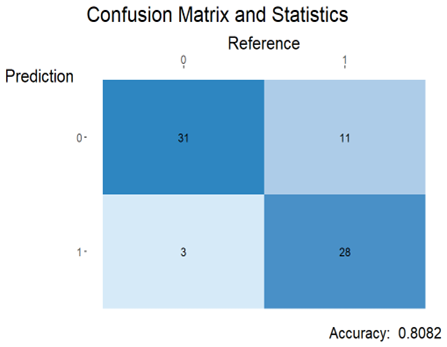 Confusion Matrix and Statistics
Reference
0 1
Prediction
0 31 11
1 3 28
Accuracy: 0.8082